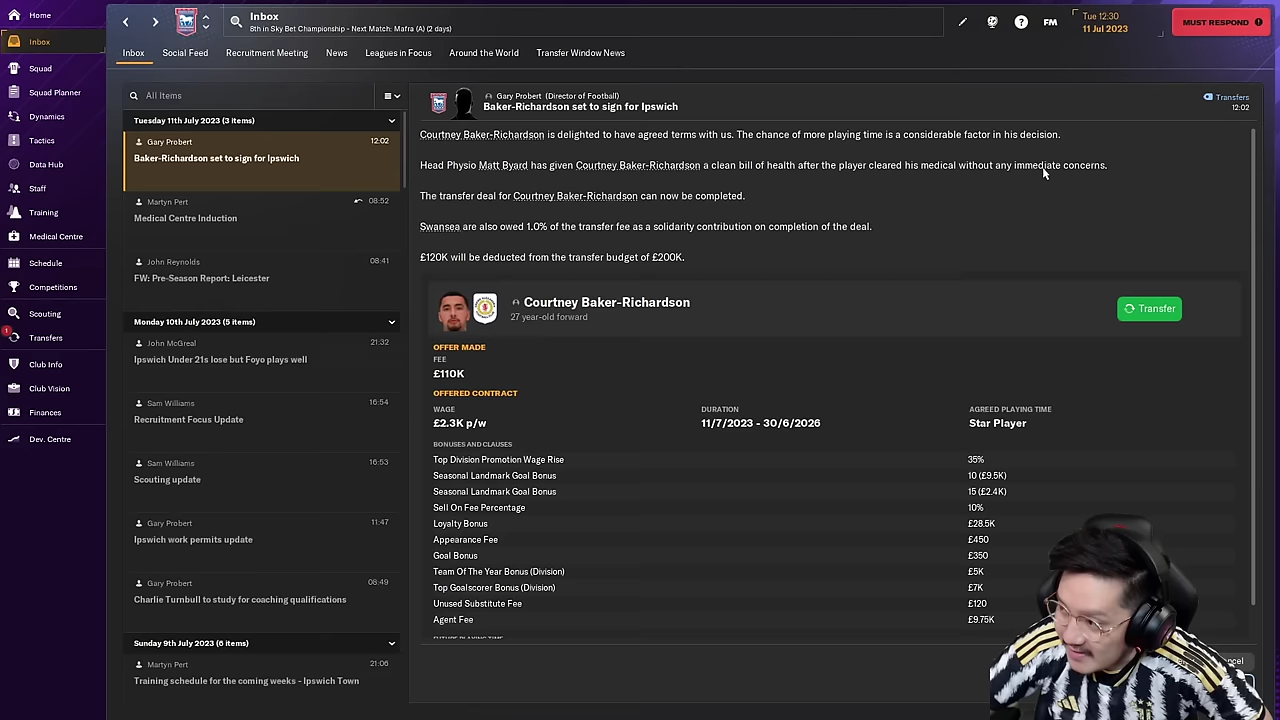 Home
Inbox
Squad
Squad Planner
Dynamics
Tactics
Data Hub
Staff
Training
Medical Centre
Schedule
Competitions
Scouting
1
Transfers
Club Info
Club Vision
Finances
Dev. Centre
Inbox
8th in Sky Bet Championship - Next Match: Mafra (A) (2 days)
FM
Tue 12:30
11 Jul 2023
MUST RESPOND
Inbox
Social Feed
Recruitment Meeting
News
Leagues in Focus
Around the World
Transfer Window News
All Items
Tuesday 11th July 2023 (3 items)
Gary Probert 12:02
Baker-Richardson set to sign for Ipswich
Martyn Pert 08:52
Medical Centre Induction
John Reynolds 08:41
FW: Pre-Season Report: Leicester
Monday 10th July 2023 (5 items)
John McGreal 21:32
Ipswich Under 21s lose but Foyo plays well
Sam Williams 16:54
Recruitment Focus Update
Sam Williams 16:53
Scouting update
Gary Probert 11:47
Ipswich work permits update
Gary Probert 08:49
Charlie Turnbull to study for coaching qualifications
Sunday 9th July 2023 (6 items)
Martyn Pert 21:06
Training schedule for the coming weeks - Ipswich Town
Gary Probert (Director of Football)
Baker-Richardson set to sign for Ipswich
Transfers
12:02
Courtney Baker-Richardson is delighted to have agreed terms with us. The chance of more playing time is a considerable factor in his decision.
Head Physio Matt Byard has given Courtney Baker-Richardson a clean bill of health after the player cleared his medical without any immediate concerns.
The transfer deal for Courtney Baker-Richardson can now be completed.
Swansea are also owed 1.0% of the transfer fee as a solidarity contribution on completion of the deal.
£120K will be deducted from the transfer budget of £200K.
Courtney Baker-Richardson
27 year-old forward
Transfer
OFFER MADE
FEE
£110K
OFFERED CONTRACT
WAGE DURATION AGREED PLAYING TIME
£2.3K p/w 11/7/2023 - 30/6/2026 Star Player
BONUSES AND CLAUSES
Top Division Promotion Wage Rise 35%
Seasonal Landmark Goal Bonus 10 (£9.5K)
Seasonal Landmark Goal Bonus 15 (£2.4K)
Sell On Fee Percentage 10%
Loyalty Bonus £28.5K
Appearance Fee £450
Goal Bonus £350
Team Of The Year Bonus (Division) £5K
Top Goalscorer Bonus (Division) £7K
Unused Substitute Fee £120
Agent Fee £9.75K